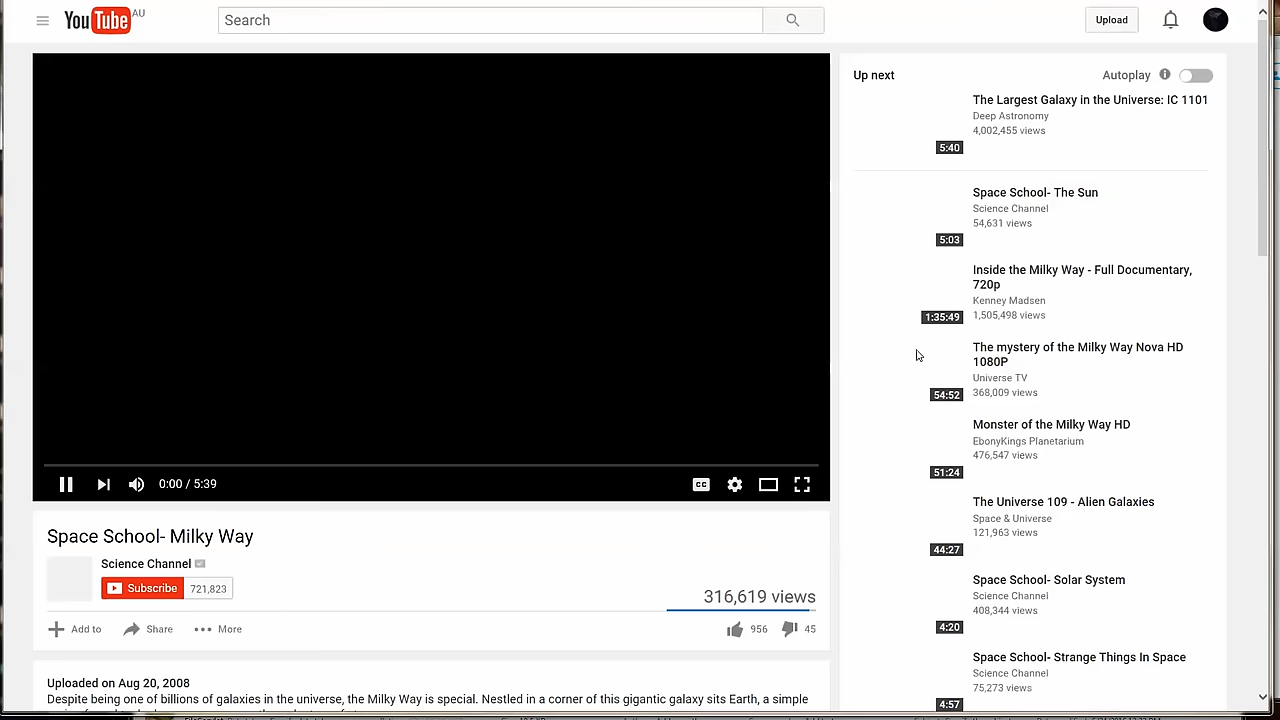 YouTube AU
Search
Upload
0:00 / 5:39
CC
Space School- Milky Way
Science Channel
Subscribe 721,823
316,619 views
Add to Share More
956 45
Uploaded on Aug 20, 2008
Despite being one of billions of galaxies in the universe, the Milky Way is special. Nestled in a corner of this gigantic galaxy sits Earth, a simple
Up next
Autoplay
The Largest Galaxy in the Universe: IC 1101
Deep Astronomy
4,002,455 views
5:40
Space School- The Sun
Science Channel
54,631 views
5:03
Inside the Milky Way - Full Documentary,
720p
Kenney Madsen
1,505,498 views
1:35:49
The mystery of the Milky Way Nova HD
1080P
Universe TV
368,009 views
54:52
Monster of the Milky Way HD
EbonyKings Planetarium
476,547 views
51:24
The Universe 109 - Alien Galaxies
Space & Universe
121,963 views
44:27
Space School- Solar System
Science Channel
408,344 views
4:20
Space School- Strange Things In Space
Science Channel
75,273 views
4:57